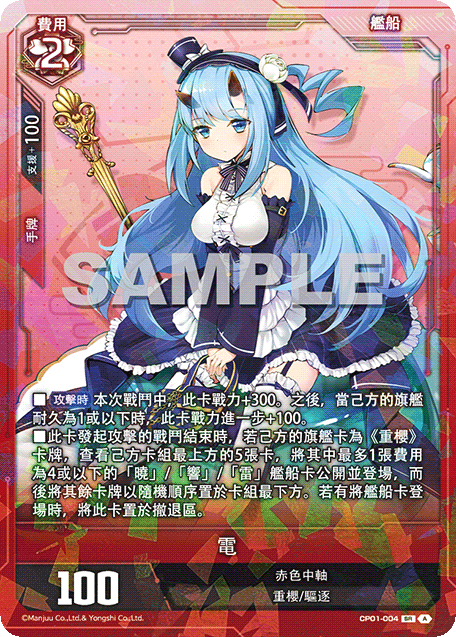 費用
2
艦船
支援+100
手牌
SAMPLE
■ 攻擊時 本次戰鬥中，此卡戰力+300。之後，當己方的旗艦
耐久為1或以下時，此卡戰力進一步+100。
■此卡發起攻擊的戰鬥結束時，若己方的旗艦卡為《重櫻》
卡牌，查看己方卡組最上方的5張卡，將其中最多1張費用
為4或以下的「曉」/「響」/「雷」艦船卡公開並登場，而
後將其餘卡牌以隨機順序置於卡組最下方。若有將艦船卡登
場時，將此卡置於撤退區。
電
100
赤色中軸
重櫻/驅逐
©Manjuu Co.,Ltd.& Yongshi Co.,Ltd.
CP01-004 SR A